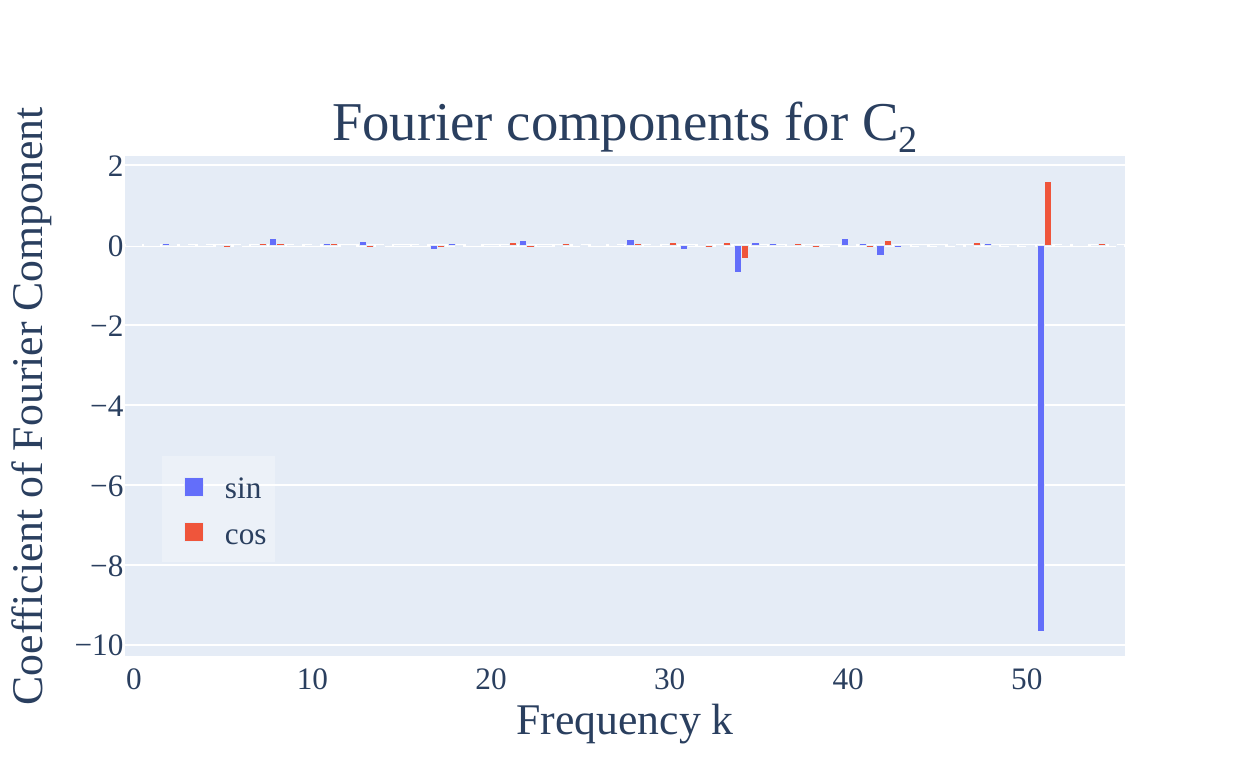 Fourier components for C₂
Coefficient of Fourier Component
2
0
−2
−4
−6
−8
−10
sin
cos
0 10 20 30 40 50
Frequency k